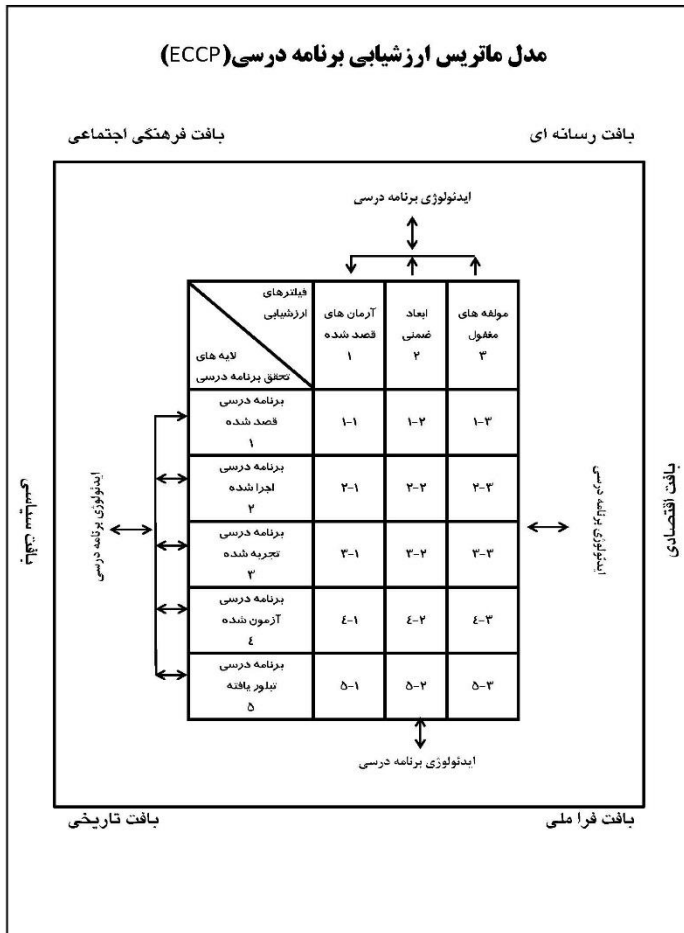 مدل ماتریس ارزشیابی برنامه درسی(ECCP)
بافت رسانه ای
بافت فرهنگی اجتماعی
ایدئولوژی برنامه درسی
فیلترهای
ارزشیابی
لایه های
تحقق برنامه درسی
آرمان های
قصد شده
۱
ابعاد
ضمنی
۲
مولفه های
مغفول
۳
برنامه درسی
قصد شده
۱
۱-۱
۱-۲
۱-۳
برنامه درسی
اجرا شده
۲
۲-۱
۲-۲
۲-۳
برنامه درسی
تجربه شده
۳
۳-۱
۳-۲
۳-۳
برنامه درسی
آزمون شده
٤
٤-۱
٤-۲
٤-۳
برنامه درسی
تبلور یافته
۵
۵-۱
۵-۲
۵-۳
بافت اقتصادی
ایدئولوژی برنامه درسی
ایدئولوژی برنامه درسی
بافت سیاسی
ایدئولوژی برنامه درسی
بافت فرا ملی
بافت تاریخی